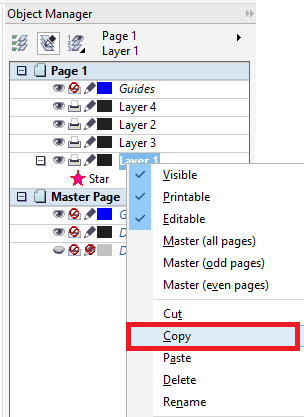 Object Manager
Page 1
Layer 1
Page 1
Guides
Layer 4
Layer 2
Layer 3
Layer 1
Star
Master Page
G
D
D
Visible
Printable
Editable
Master (all pages)
Master (odd pages)
Master (even pages)
Cut
Copy
Paste
Delete
Rename